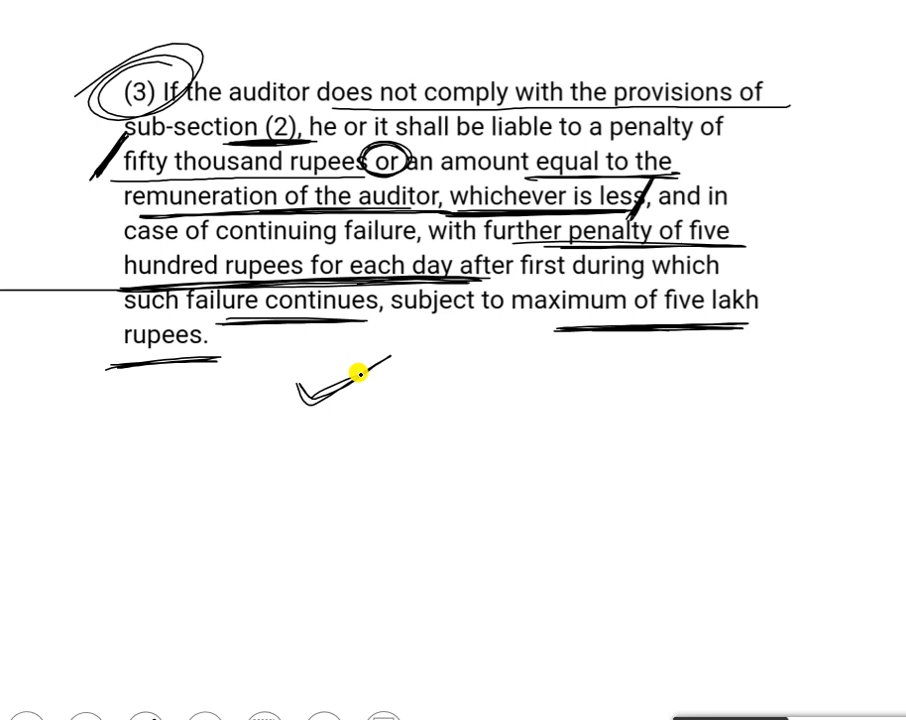 (3) If the auditor does not comply with the provisions of
sub-section (2), he or it shall be liable to a penalty of
fifty thousand rupees or an amount equal to the
remuneration of the auditor, whichever is less, and in
case of continuing failure, with further penalty of five
hundred rupees for each day after first during which
such failure continues, subject to maximum of five lakh
rupees.